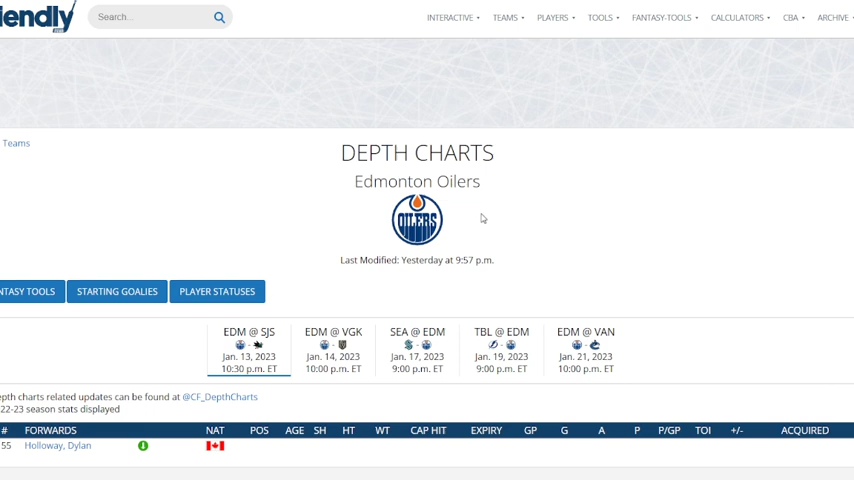 iendly
Search...
INTERACTIVE TEAMS PLAYERS TOOLS FANTASY-TOOLS CALCULATORS CBA ARCHIVE
Teams
DEPTH CHARTS
Edmonton Oilers
OILERS
Last Modified: Yesterday at 9:57 p.m.
NTASY TOOLS STARTING GOALIES PLAYER STATUSES
EDM @ SJS EDM @ VGK SEA @ EDM TBL @ EDM EDM @ VAN
- - - - -
Jan. 13, 2023 Jan. 14, 2023 Jan. 17, 2023 Jan. 19, 2023 Jan. 21, 2023
10:30 p.m. ET 10:00 p.m. ET 9:00 p.m. ET 9:00 p.m. ET 10:00 p.m. ET
epth charts related updates can be found at @CF_DepthCharts
22-23 season stats displayed
# FORWARDS NAT POS AGE SH HT WT CAP HIT EXPIRY GP G A P P/GP TOI +/- ACQUIRED
55 Holloway, Dylan